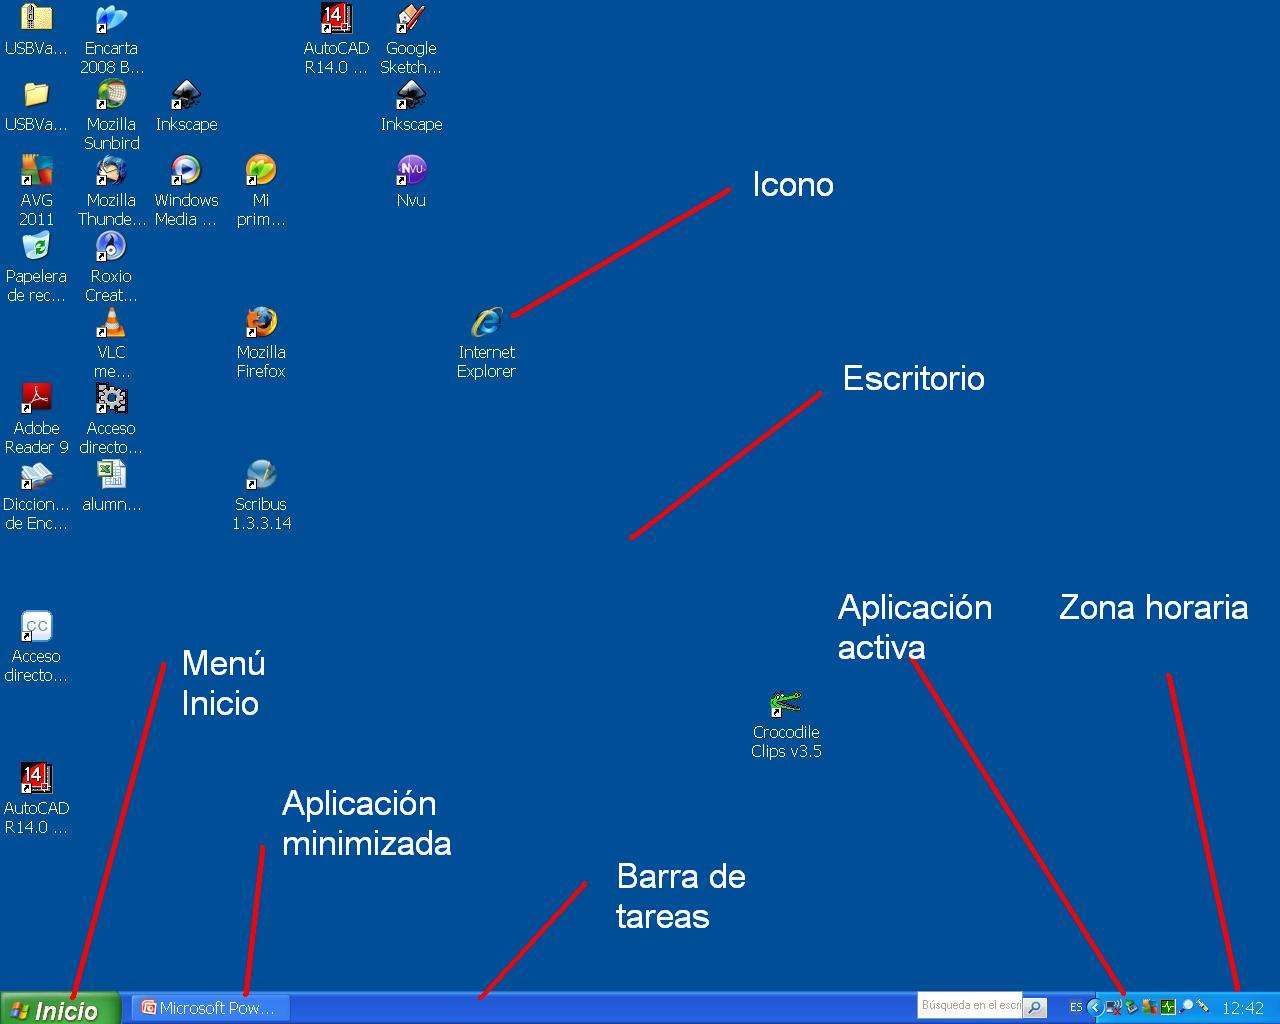 USBVa...
Encarta
2008 B...
AutoCAD
R14.0 ...
Google
Sketch...
USBVa...
Mozilla
Sunbird
Inkscape
Inkscape
AVG
2011
Mozilla
Thunde...
Windows
Media ...
Mi
prim...
Nvu
Icono
Papelera
de rec...
Roxio
Creat...
VLC
me...
Mozilla
Firefox
Internet
Explorer
Escritorio
Adobe
Reader 9
Acceso
directo...
Diccion...
de Enc...
alumn...
Scribus
1.3.3.14
Aplicación
activa
Zona horaria
CC
Acceso
directo...
Menú
Inicio
Crocodile
Clips v3.5
14
AutoCAD
R14.0 ...
Aplicación
minimizada
Barra de
tareas
Inicio
Microsoft Pow...
Búsqueda en el escri
ES
12:42